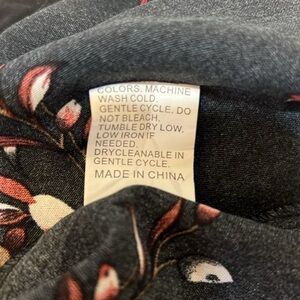 COLORS. MACHINE
WASH COLD.
GENTLE CYCLE. DO
NOT BLEACH.
TUMBLE DRY LOW.
LOW IRON IF
NEEDED.
DRYCLEANABLE IN
GENTLE CYCLE.
MADE IN CHINA